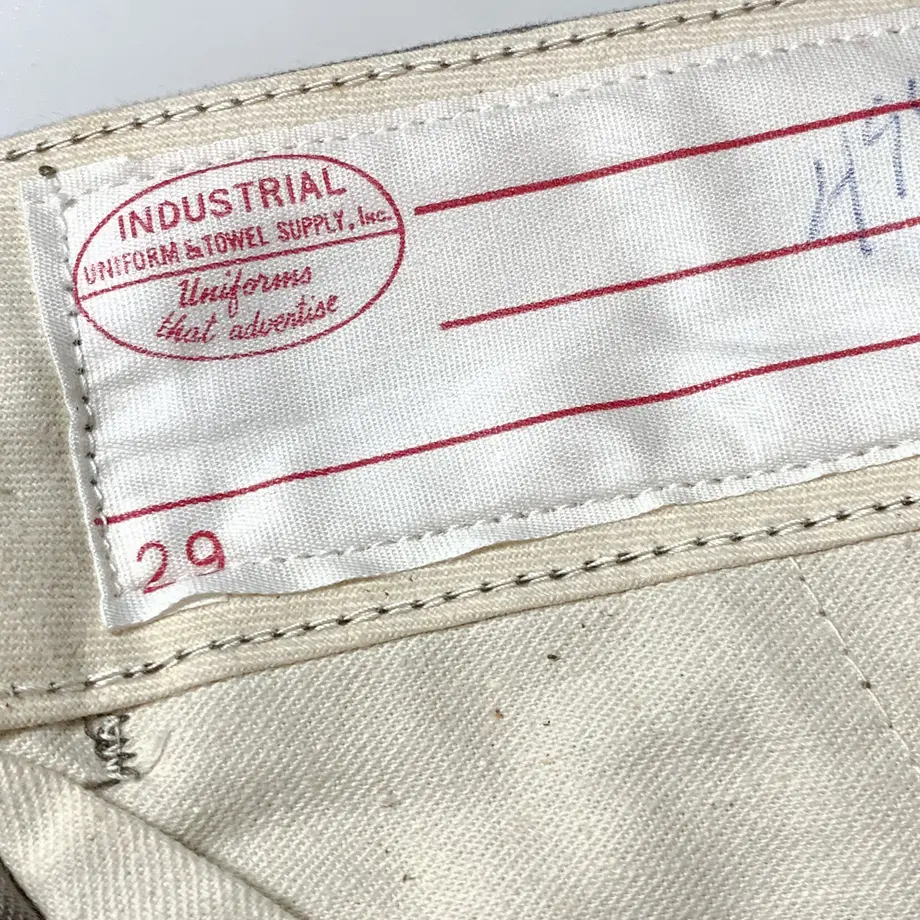 INDUSTRIAL
UNIFORM & TOWEL SUPPLY, Inc.
Uniforms
that advertise
29